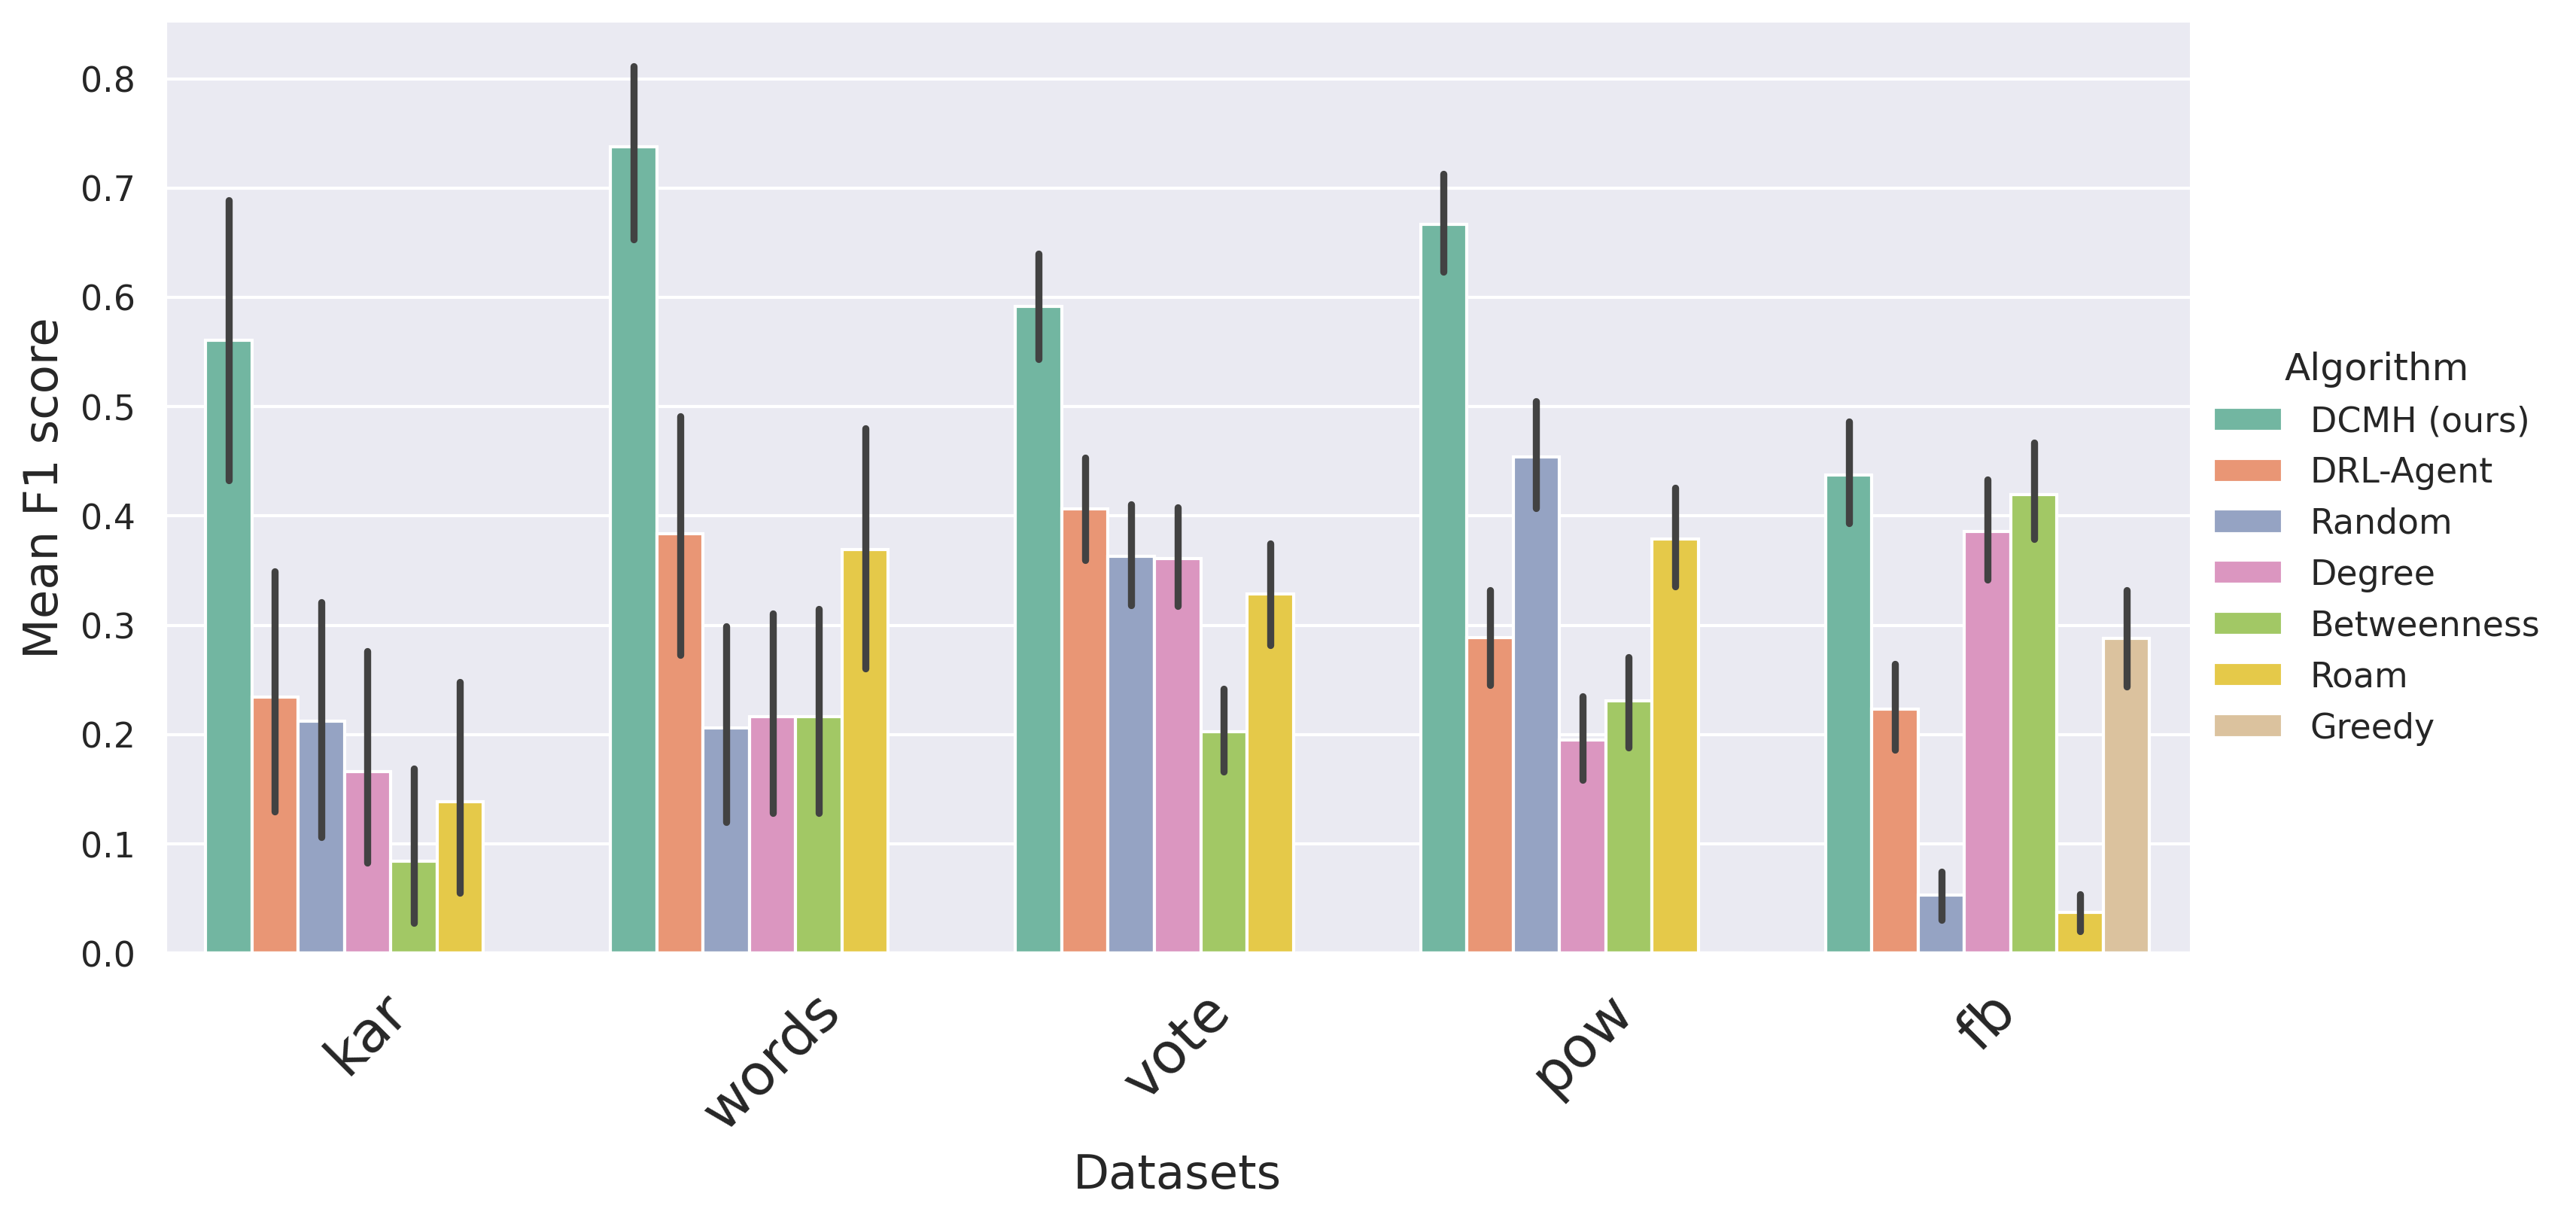 Mean F1 score
0.8
0.7
0.6
0.5
0.4
0.3
0.2
0.1
0.0
kar
words
vote
pow
fb
Datasets
Algorithm
DCMH (ours)
DRL-Agent
Random
Degree
Betweenness
Roam
Greedy